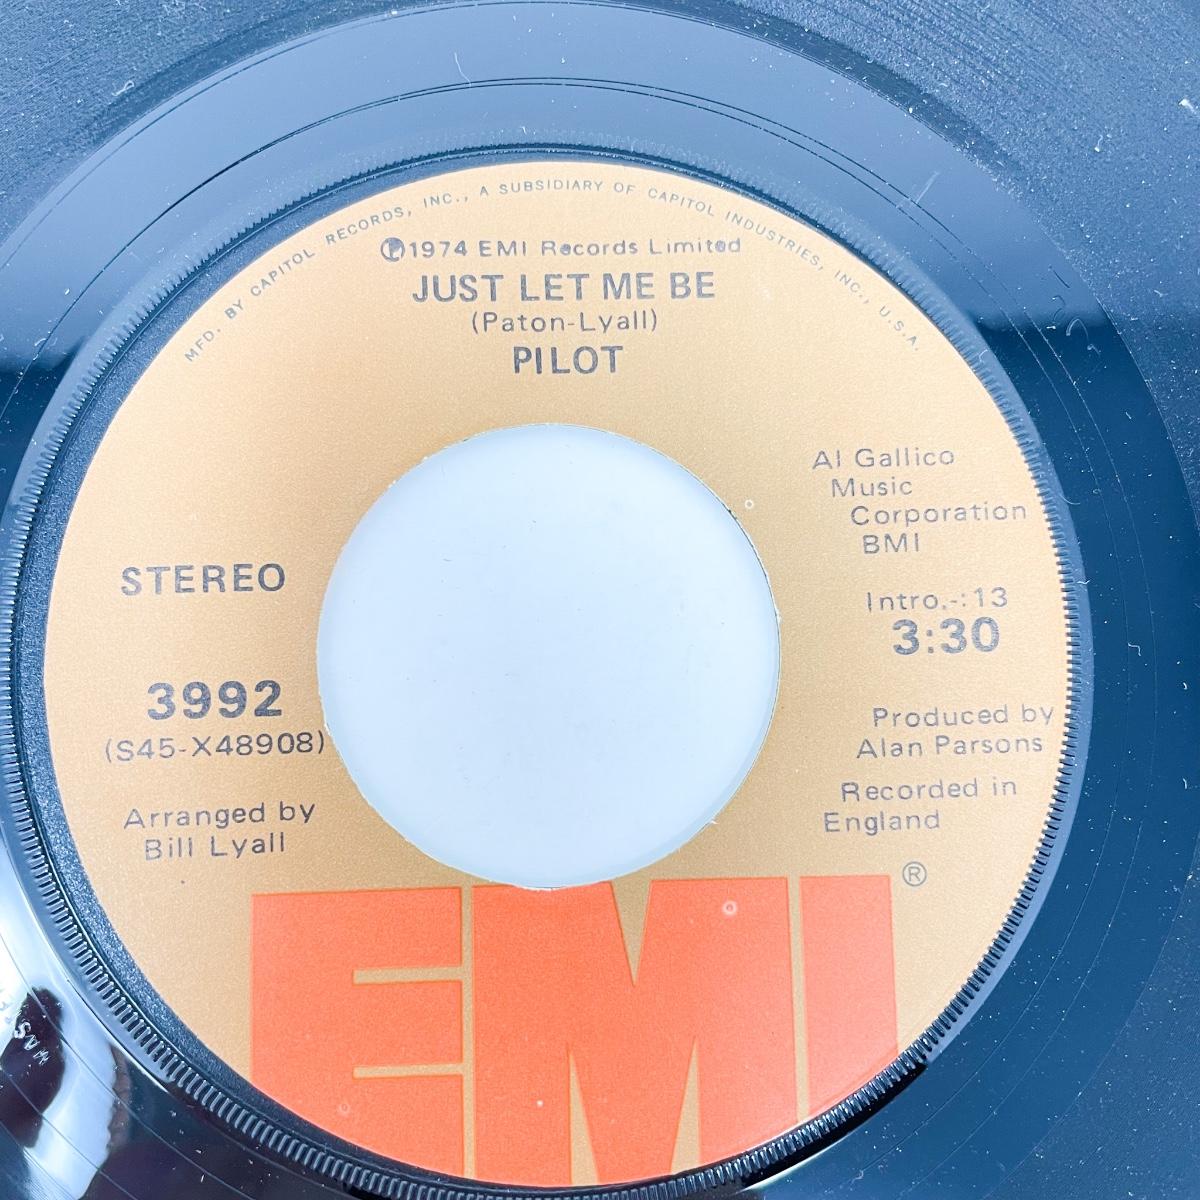 MFD. BY CAPITOL RECORDS, INC., A SUBSIDIARY OF CAPITOL INDUSTRIES, INC., U.S.A.
Ⓟ1974 EMI Records Limited
JUST LET ME BE
(Paton-Lyall)
PILOT
Al Gallico
Music
Corporation
BMI
STEREO
Intro.-:13
3:30
3992
(S45-X48908)
Produced by
Alan Parsons
Arranged by
Bill Lyall
Recorded in
England
EMI®